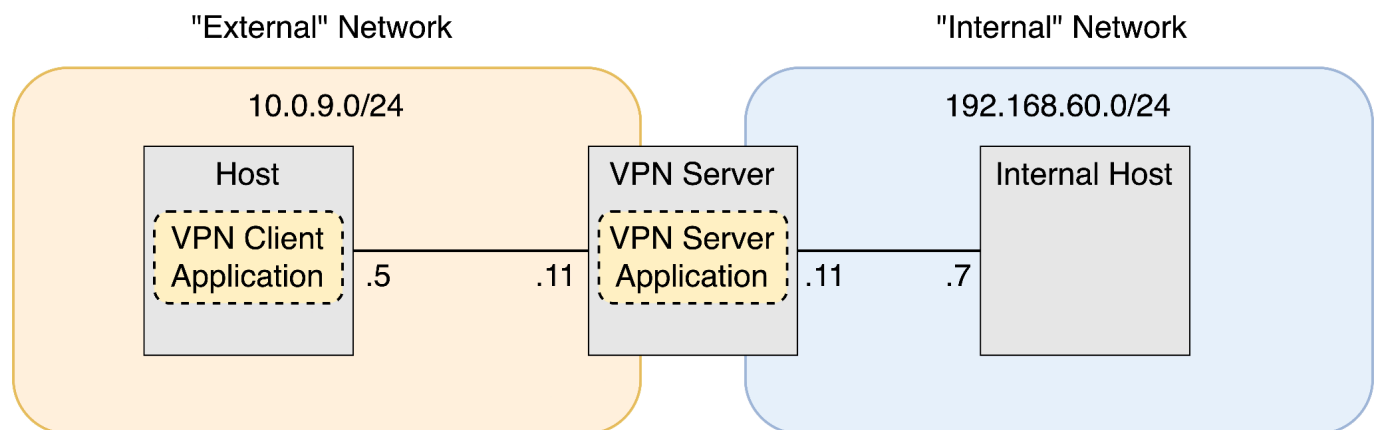 "External" Network
"Internal" Network
10.0.9.0/24
192.168.60.0/24
Host
VPN Server
Internal Host
VPN Client
Application
VPN Server
Application
.5
.11
.11
.7